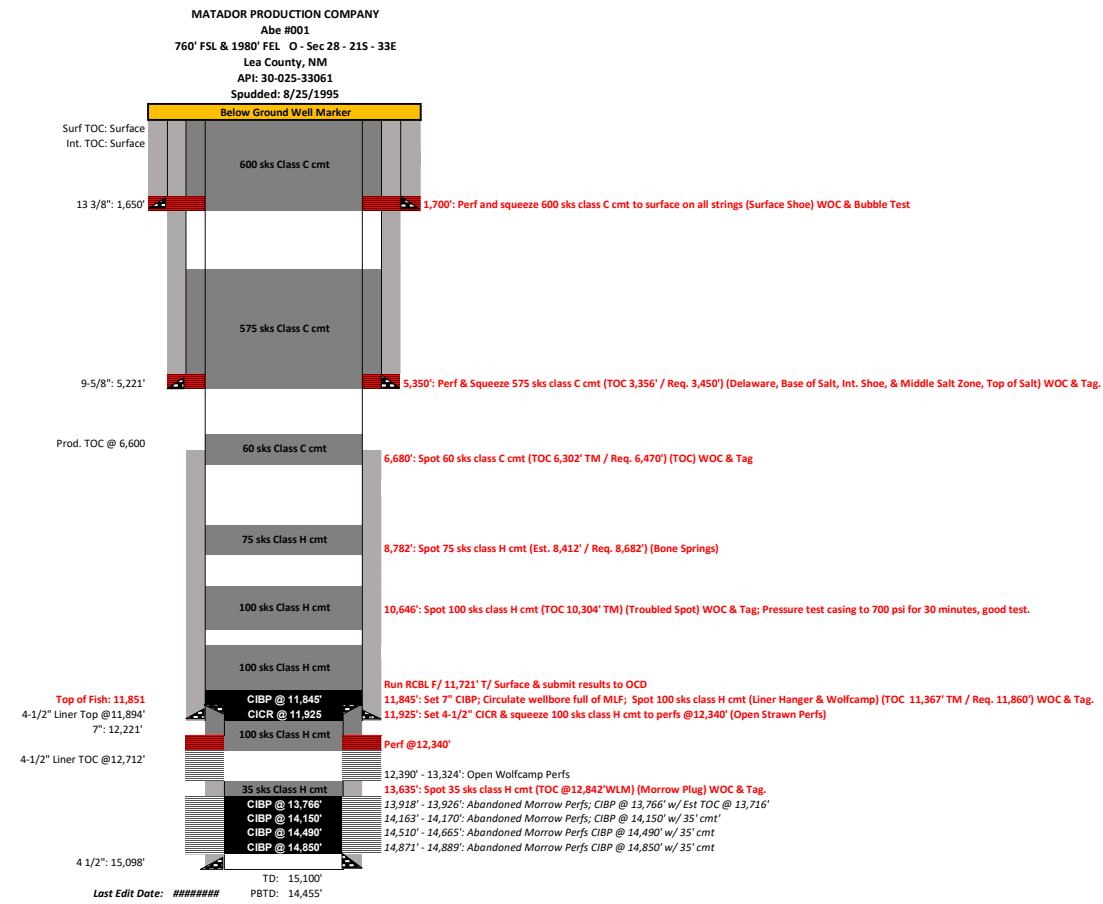 MATADOR PRODUCTION COMPANY
Abe #001
760' FSL & 1980' FEL   O - Sec 28 - 21S - 33E
Lea County, NM
API: 30-025-33061
Spudded: 8/25/1995
Below Ground Well Marker
Surf TOC: Surface
Int. TOC: Surface
600 sks Class C cmt
13 3/8": 1,650'
1,700': Perf and squeeze 600 sks class C cmt to surface on all strings (Surface Shoe) WOC & Bubble Test
575 sks Class C cmt
9-5/8": 5,221'
5,350': Perf & Squeeze 575 sks class C cmt (TOC 3,356' / Req. 3,450') (Delaware, Base of Salt, Int. Shoe, & Middle Salt Zone, Top of Salt) WOC & Tag.
Prod. TOC @ 6,600
60 sks Class C cmt
6,680': Spot 60 sks class C cmt (TOC 6,302' TM / Req. 6,470') (TOC) WOC & Tag
75 sks Class H cmt
8,782': Spot 75 sks class H cmt (Est. 8,412' / Req. 8,682') (Bone Springs)
100 sks Class H cmt
10,646': Spot 100 sks class H cmt (TOC 10,304' TM) (Troubled Spot) WOC & Tag; Pressure test casing to 700 psi for 30 minutes, good test.
100 sks Class H cmt
Run RCBL F/ 11,721' T/ Surface & submit results to OCD
Top of Fish: 11,851
CIBP @ 11,845'
11,845': Set 7" CIBP; Circulate wellbore full of MLF;  Spot 100 sks class H cmt (Liner Hanger & Wolfcamp) (TOC  11,367' TM / Req. 11,860') WOC & Tag.
4-1/2" Liner Top @11,894'
CICR @ 11,925
11,925': Set 4-1/2" CICR & squeeze 100 sks class H cmt to perfs @12,340' (Open Strawn Perfs)
7": 12,221'
100 sks Class H cmt
Perf @12,340'
4-1/2" Liner TOC @12,712'
12,390' - 13,324': Open Wolfcamp Perfs
35 sks Class H cmt
13,635': Spot 35 sks class H cmt (TOC @12,842'WLM) (Morrow Plug) WOC & Tag.
CIBP @ 13,766'
13,918' - 13,926': Abandoned Morrow Perfs; CIBP @ 13,766' w/ Est TOC @ 13,716'
CIBP @ 14,150'
14,163' - 14,170': Abandoned Morrow Perfs; CIBP @ 14,150' w/ 35' cmt'
CIBP @ 14,490'
14,510' - 14,665': Abandoned Morrow Perfs CIBP @ 14,490' w/ 35' cmt
CIBP @ 14,850'
14,871' - 14,889': Abandoned Morrow Perfs CIBP @ 14,850' w/ 35' cmt
4 1/2": 15,098'
TD:   15,100'
Last Edit Date:   ########   PBTD:   14,455'